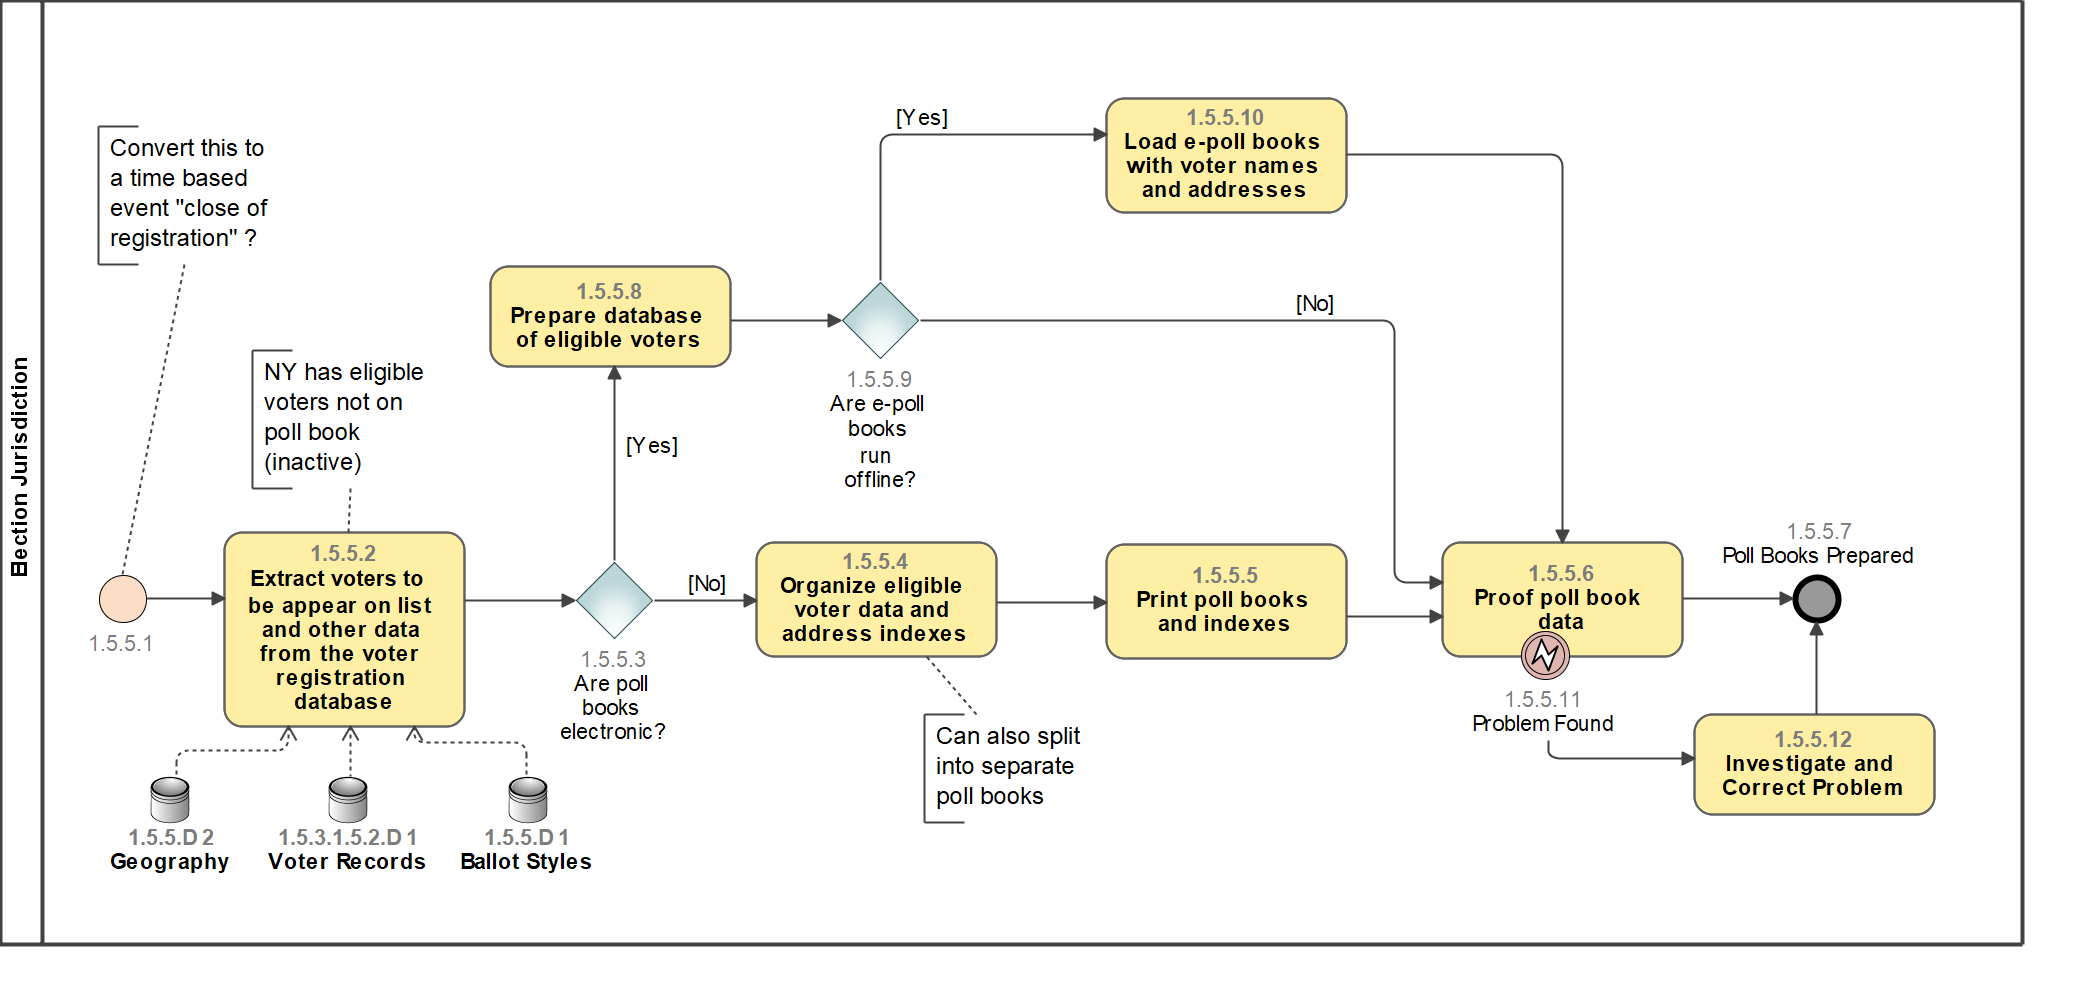 Bection Jurisdiction
Convert this to
a time based
event "close of
registration" ?
1.5.5.1
NY has eligible
voters not on
poll book
(inactive)
1.5.5.2
Extract voters to
be appear on list
and other data
from the voter
registration
database
1.5.5.D 2
Geography
1.5.3.1.5.2.D 1
Voter Records
1.5.5.D 1
Ballot Styles
1.5.5.3
Are poll
books
electronic?
[Yes]
[No]
1.5.5.8
Prepare database
of eligible voters
1.5.5.9
Are e-poll
books
run
offline?
[Yes]
[No]
1.5.5.10
Load e-poll books
with voter names
and addresses
1.5.5.4
Organize eligible
voter data and
address indexes
Can also split
into separate
poll books
1.5.5.5
Print poll books
and indexes
1.5.5.6
Proof poll book
data
1.5.5.11
Problem Found
1.5.5.12
Investigate and
Correct Problem
1.5.5.7
Poll Books Prepared